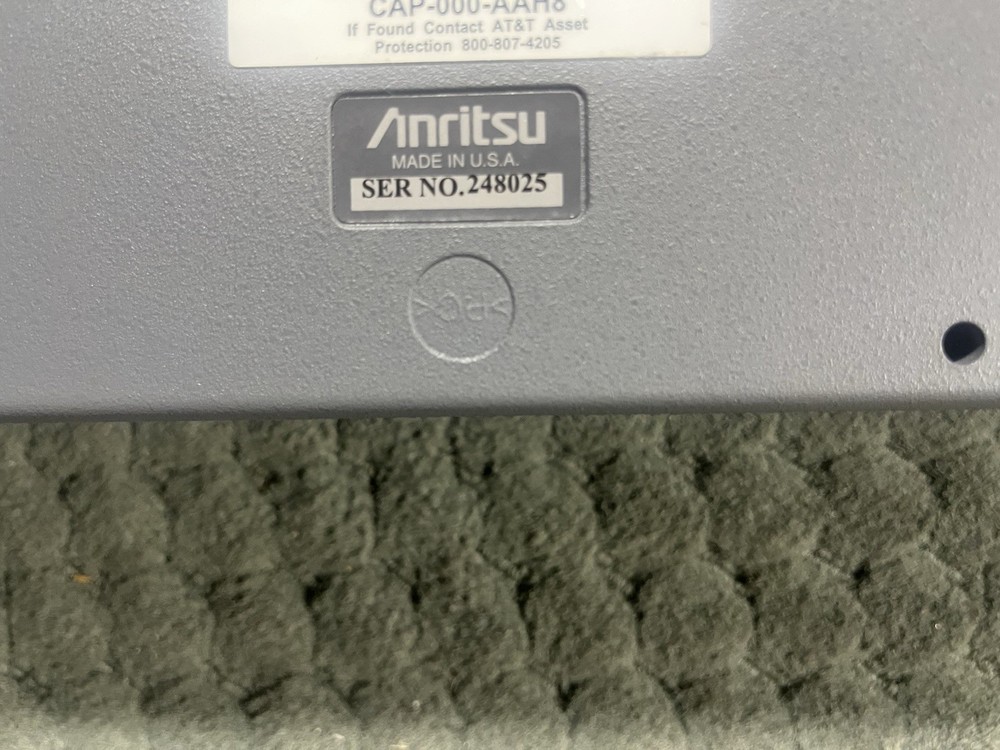 CAP-000-AAH8
If Found Contact AT&T Asset
Protection 800-807-4205
Anritsu
MADE IN U.S.A.
SER NO. 248025